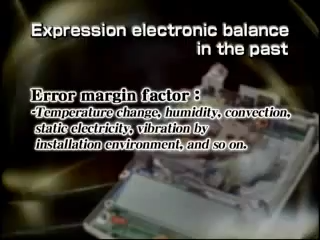 Expression electronic balance
in the past
Error margin factor :
-Temperature change, humidity, convection,
static electricity, vibration by
installation environment, and so on.